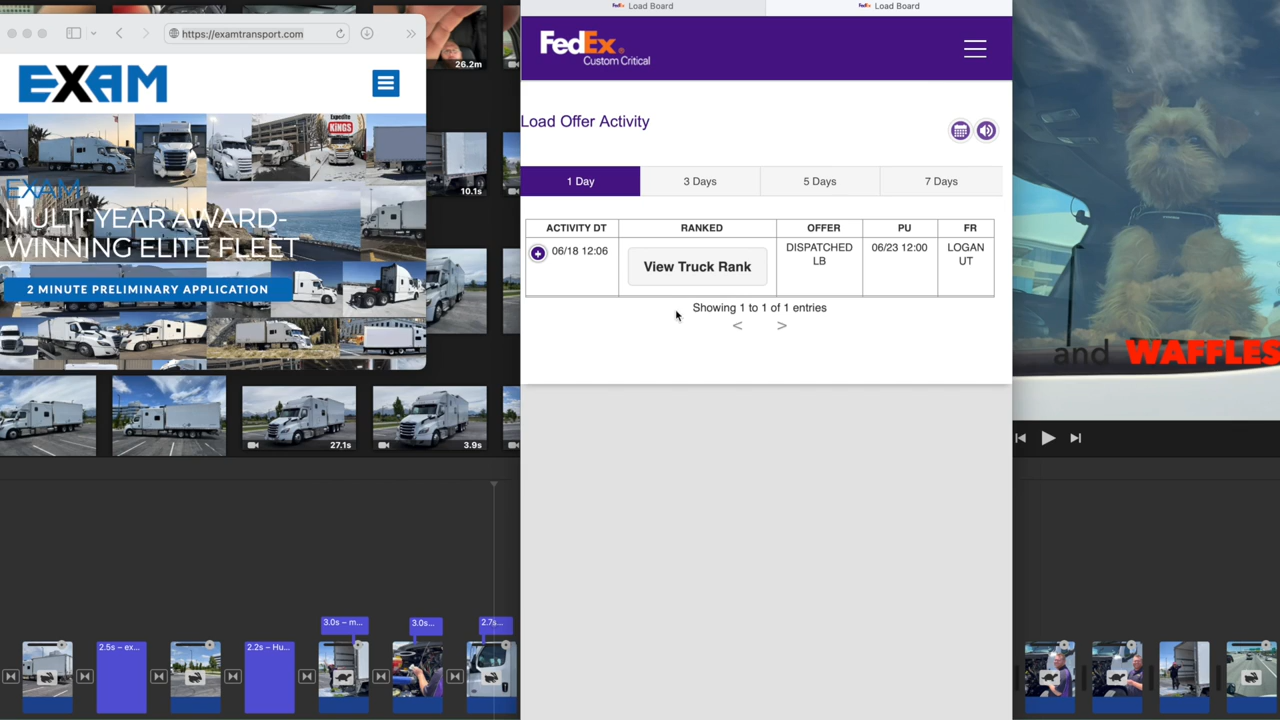 26.2m
10.1s
https://examtransport.com
EXAM
Expedite
KINGS
EXAM
MULTI-YEAR AWARD-
WINNING ELITE FLEET
2 MINUTE PRELIMINARY APPLICATION
27.1s
3.9s
FedEx Load Board
FedEx Load Board
FedEx®
Custom Critical
Load Offer Activity
1 Day
3 Days
5 Days
7 Days
ACTIVITY DT
RANKED
OFFER
PU
FR
06/18 12:06
View Truck Rank
DISPATCHED
LB
06/23 12:00
LOGAN
UT
Showing 1 to 1 of 1 entries
< >
and WAFFLES
3.0s – m...
3.0s...
2.7s...
2.5s – ex...
2.2s – Hu...